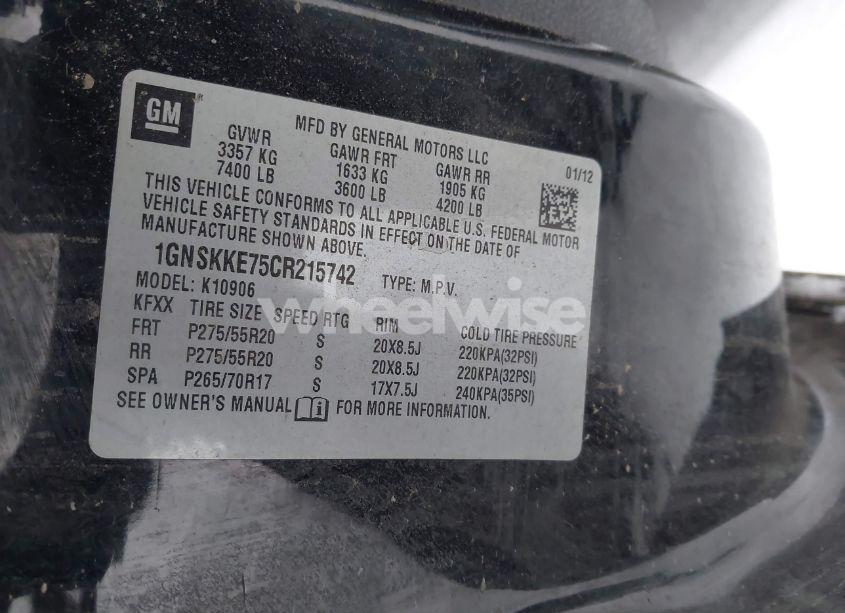 GM
MFD BY GENERAL MOTORS LLC
01/12
GVWR GAWR FRT GAWR RR
3357 KG 1633 KG 1905 KG
7400 LB 3600 LB 4200 LB
THIS VEHICLE CONFORMS TO ALL APPLICABLE U.S. FEDERAL MOTOR
VEHICLE SAFETY STANDARDS IN EFFECT ON THE DATE OF
MANUFACTURE SHOWN ABOVE.
1GNSKKE75CR215742 TYPE: M.P.V.
MODEL: K10906
KFXX TIRE SIZE SPEED RTG RIM COLD TIRE PRESSURE
FRT P275/55R20 S 20X8.5J 220KPA(32PSI)
RR P275/55R20 S 20X8.5J 220KPA(32PSI)
SPA P265/70R17 S 17X7.5J 240KPA(35PSI)
SEE OWNER'S MANUAL FOR MORE INFORMATION.
wheelwise